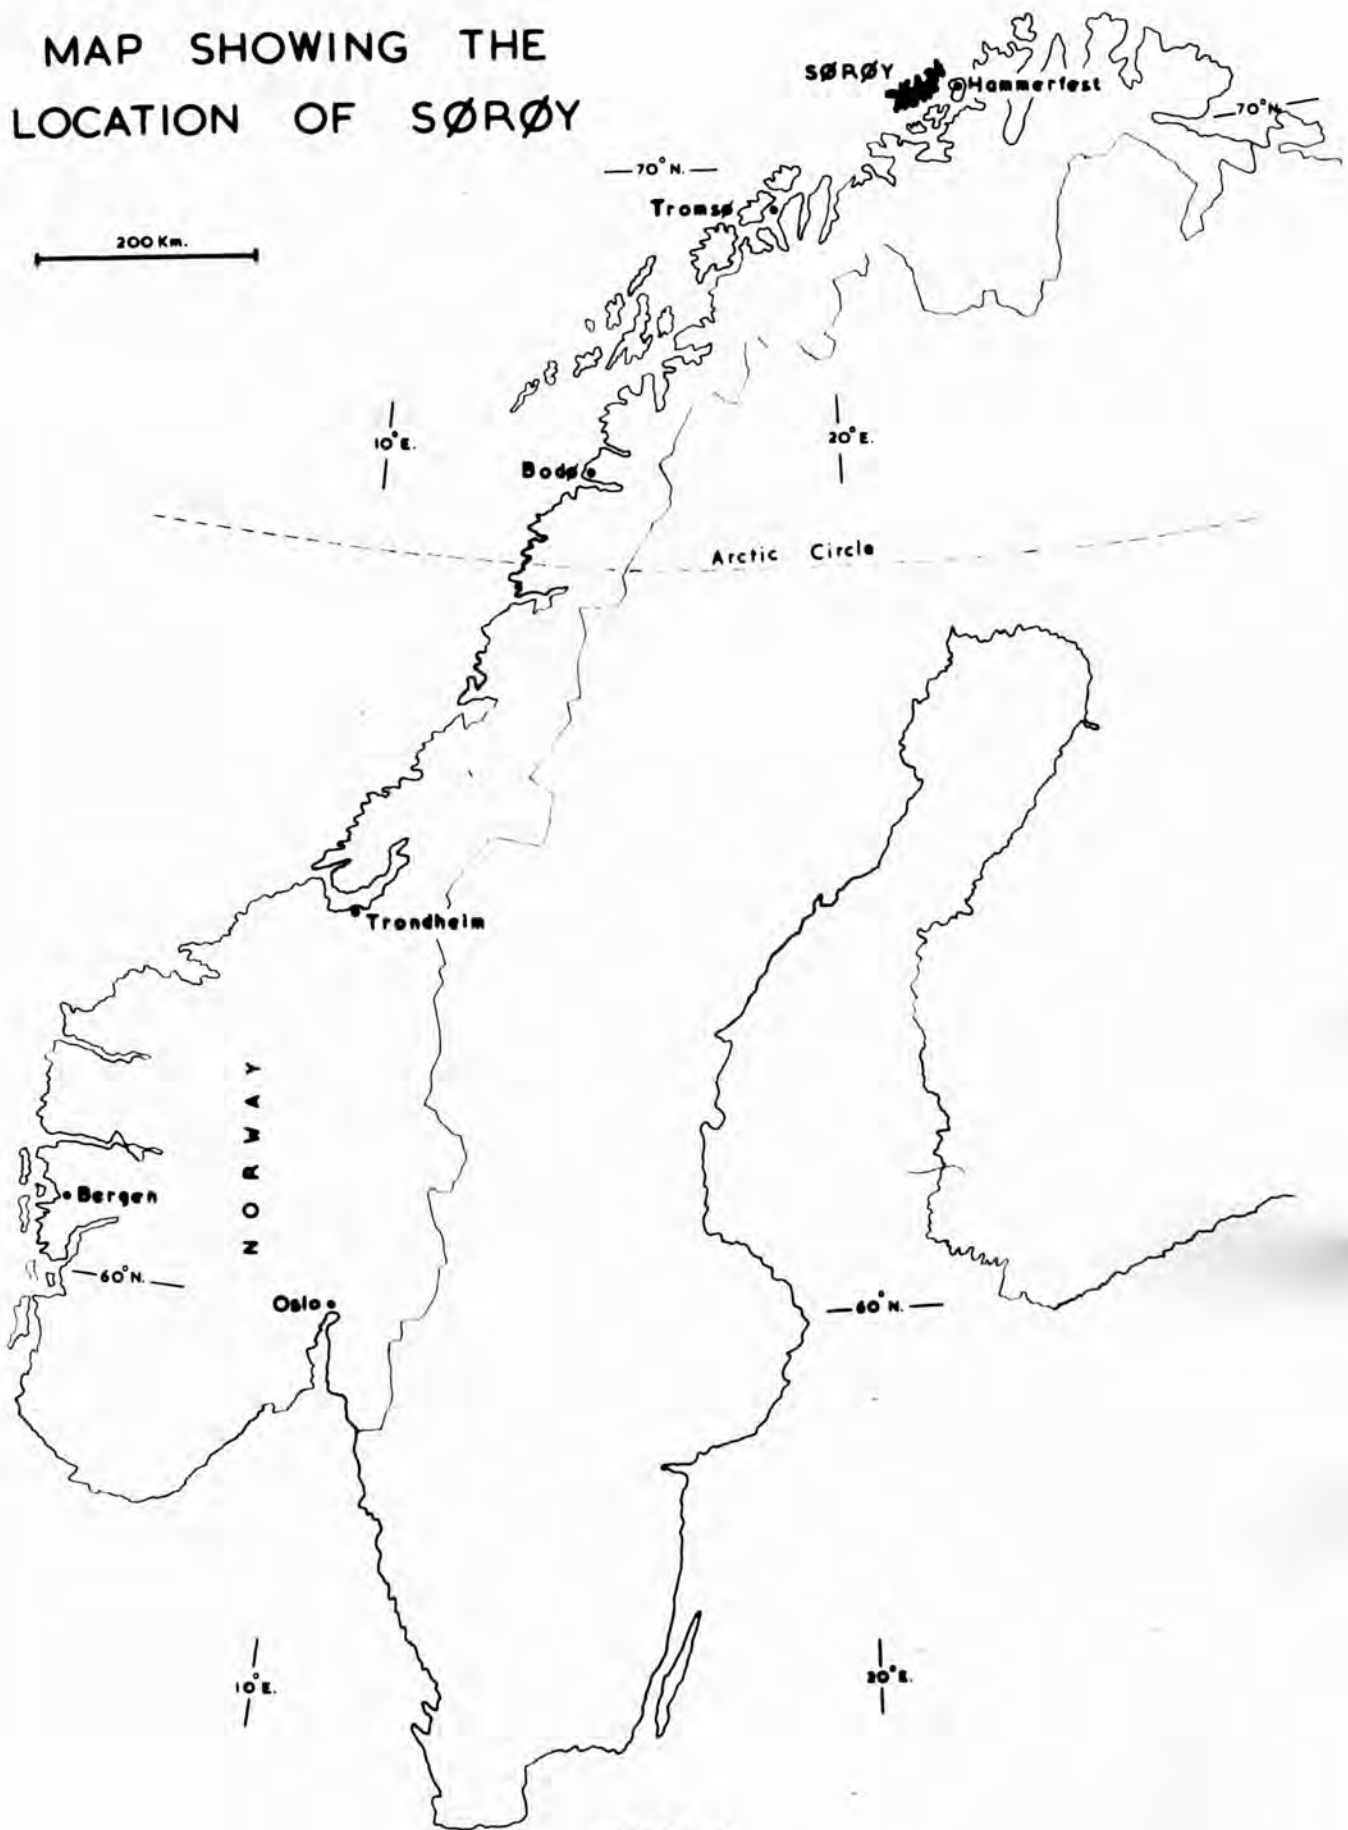 MAP SHOWING THE
LOCATION OF SØRØY
SØRØY
Hammerfest
70°N.
70°N.
Tromsø
200 Km.
10°E.
20°E.
Bodø
Arctic Circle
Trondheim
NORWAY
Bergen
60°N.
Oslo
60°N.
10°E.
20°E.